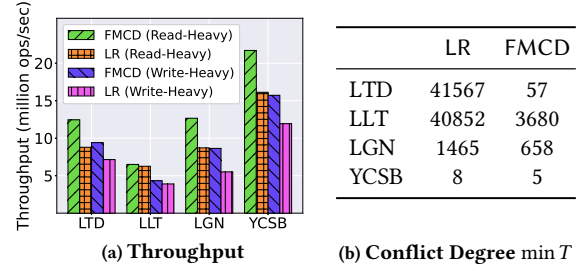 Throughput (million ops/sec)
20
15
10
5
FMCD (Read-Heavy)
LR (Read-Heavy)
FMCD (Write-Heavy)
LR (Write-Heavy)
LTD LLT LGN YCSB
(a) Throughput
LR FMCD
LTD 41567 57
LLT 40852 3680
LGN 1465 658
YCSB 8 5
(b) Conflict Degree min T